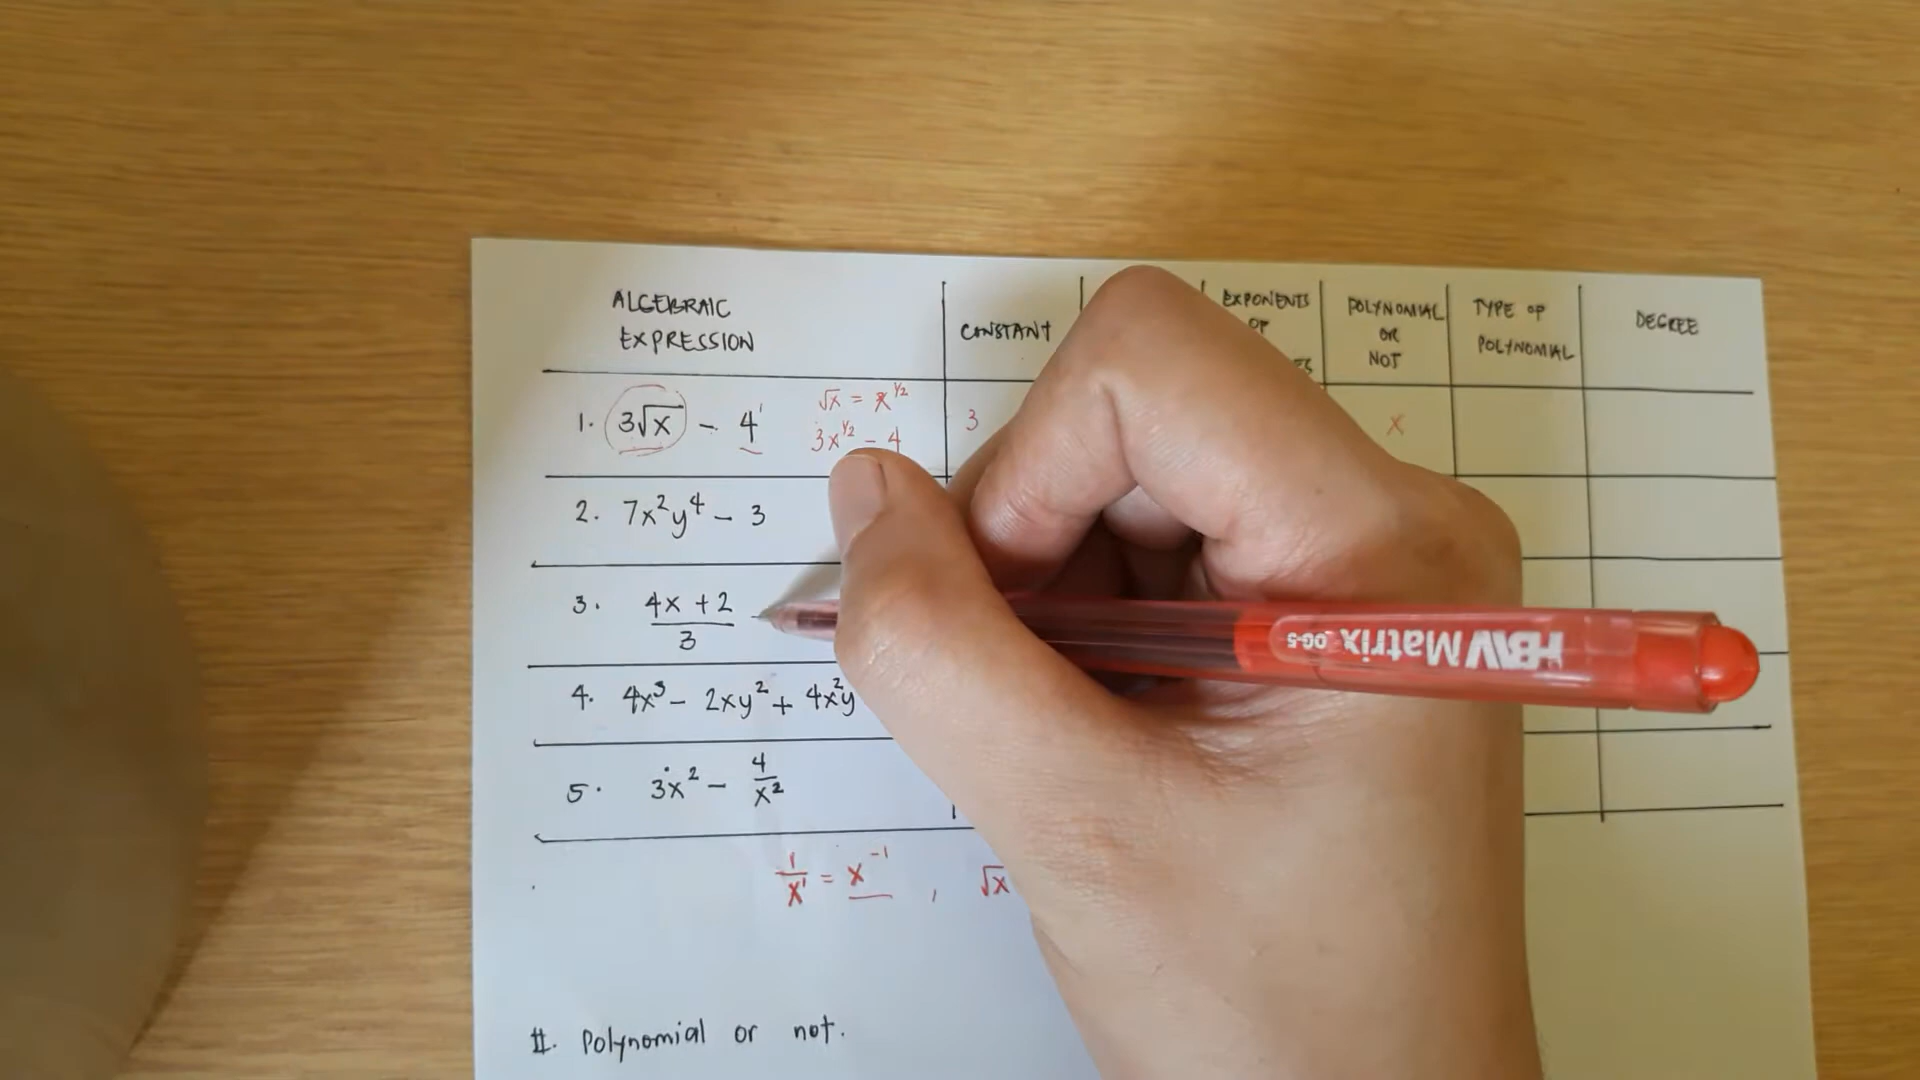 ALGEBRAIC
EXPRESSION
CONSTANT
EXPONENTS
OF
ES
POLYNOMIAL
OR
NOT
TYPE OF
POLYNOMIAL
DEGREE
1. 3√x - 4
√x = x^1/2
3x^1/2 - 4
3
x
2. 7x²y⁴ - 3
3. 4x + 2
3
4. 4x³ - 2xy² + 4x²y
5. 3x² - 4/x²
1/x¹ = x⁻¹ , √x
II. Polynomial or not.
HBW Matrix OG-5